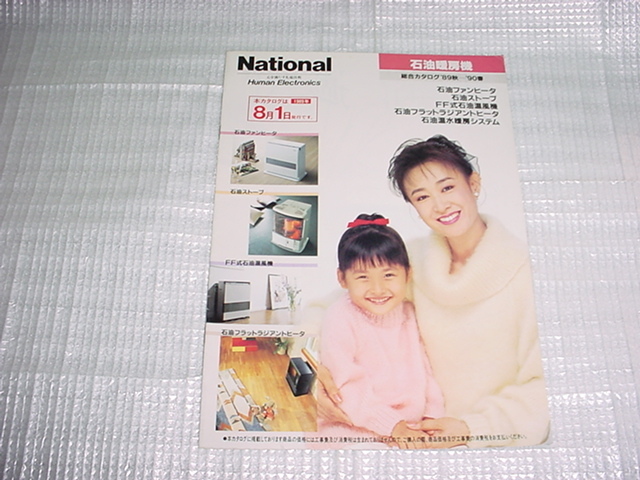 National
Human Electronics
石油暖房機
総合カタログ '89秋-'90春
石油ファンヒータ
石油ストーブ
FF式石油温風機
石油フラットラジアントヒータ
石油温水暖房システム
本カタログは
8月1日発行です。
石油ファンヒータ
石油ストーブ
FF式石油温風機
石油フラットラジアントヒータ